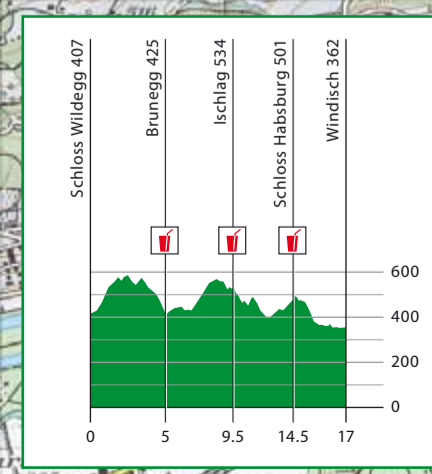 Schloss Wildegg 407
Brunegg 425
Ischlag 534
Schloss Habsburg 501
Windisch 362
600
400
200
0
0 5 9.5 14.5 17